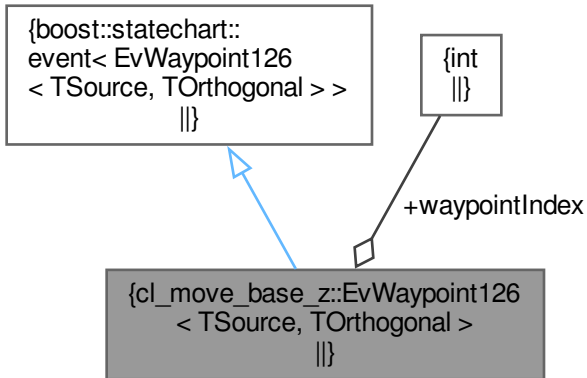 {boost::statechart::
event< EvWaypoint126
< TSource, TOrthogonal > >
||}
{int
||}
+waypointIndex
{cl_move_base_z::EvWaypoint126
< TSource, TOrthogonal >
||}